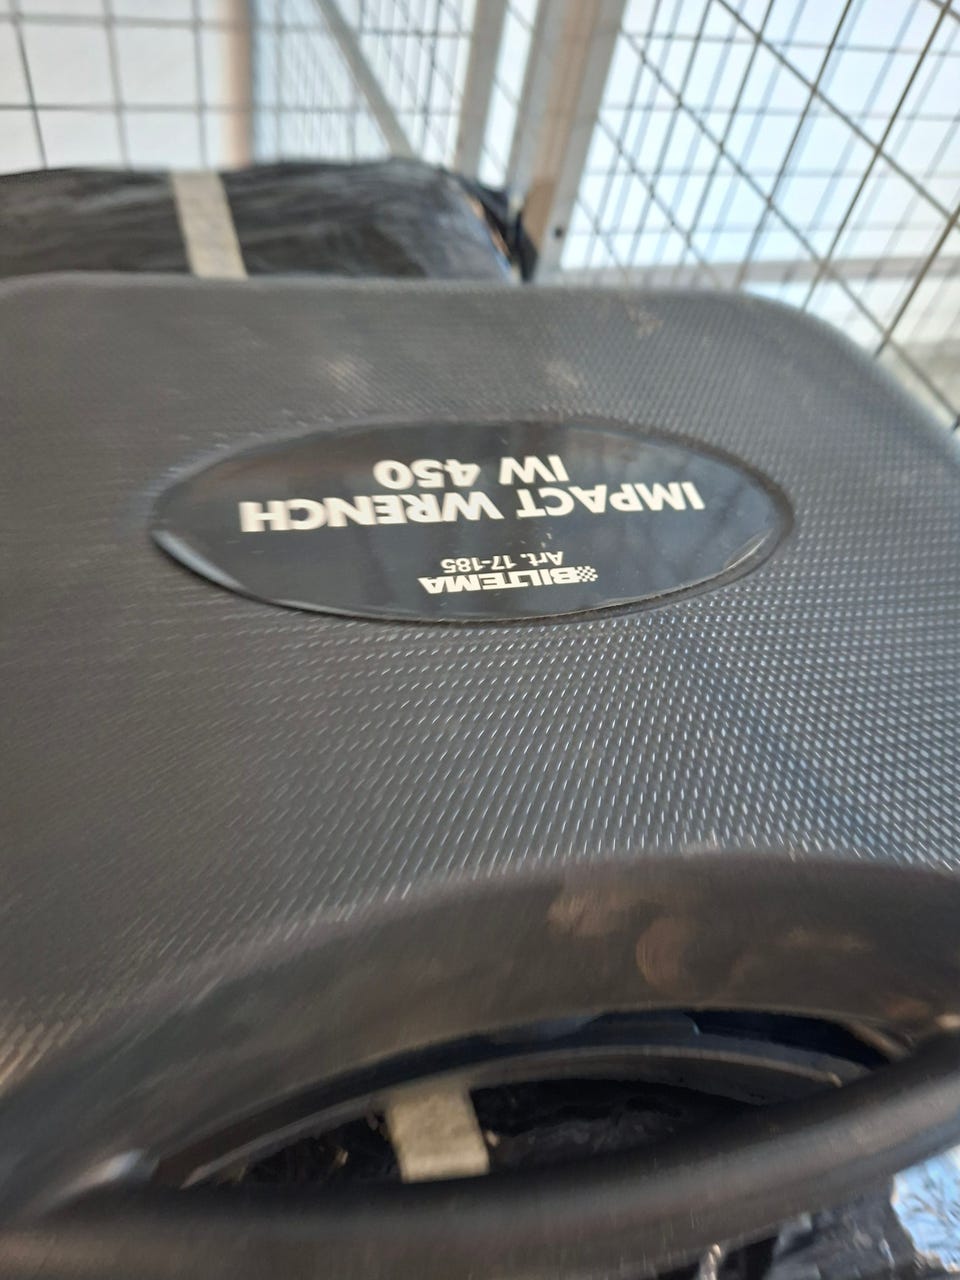 BILTEMA
Art. 17-185
IMPACT WRENCH
IW 450